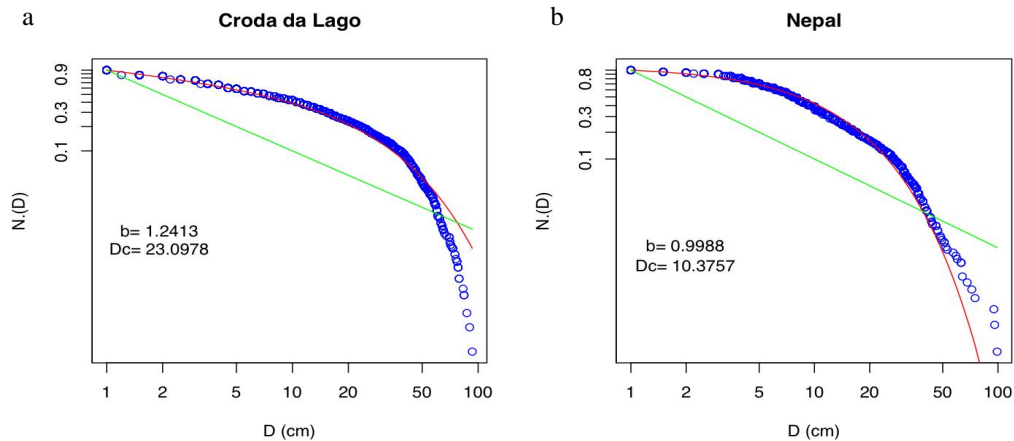 a
Croda da Lago
N.(D)
0.9
0.3
0.1
b= 1.2413
Dc= 23.0978
1 2 5 10 20 50 100
D (cm)
b
Nepal
N.(D)
0.8
0.3
0.1
b= 0.9988
Dc= 10.3757
1 2 5 10 20 50 100
D (cm)